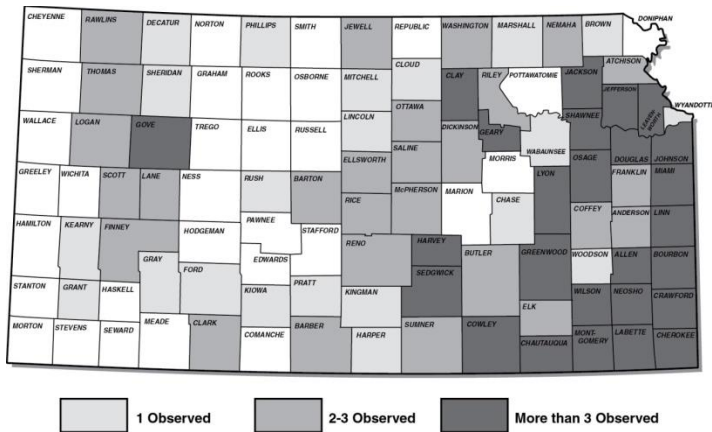 CHEYENNE
RAWLINS
DECATUR
NORTON
PHILLIPS
SMITH
JEWELL
REPUBLIC
WASHINGTON
MARSHALL
NEMAHA
BROWN
DONIPHAN
SHERMAN
THOMAS
SHERIDAN
GRAHAM
ROOKS
OSBORNE
MITCHELL
CLOUD
CLAY
RILEY
POTTAWATOMIE
JACKSON
ATCHISON
JEFFERSON
LEAVEN-
WORTH
WYANDOTTE
WALLACE
LOGAN
GOVE
TREGO
ELLIS
RUSSELL
LINCOLN
OTTAWA
SALINE
DICKINSON
GEARY
MORRIS
WABAUNSEE
SHAWNEE
OSAGE
DOUGLAS
JOHNSON
GREELEY
WICHITA
SCOTT
LANE
NESS
RUSH
BARTON
ELLSWORTH
RICE
McPHERSON
MARION
CHASE
LYON
COFFEY
FRANKLIN
MIAMI
ANDERSON
LINN
HAMILTON
KEARNY
FINNEY
HODGEMAN
PAWNEE
STAFFORD
EDWARDS
RENO
HARVEY
SEDGWICK
BUTLER
GREENWOOD
WOODSON
ALLEN
BOURBON
STANTON
GRANT
HASKELL
GRAY
FORD
KIOWA
PRATT
KINGMAN
ELK
WILSON
NEOSHO
CRAWFORD
MORTON
STEVENS
SEWARD
MEADE
CLARK
COMANCHE
BARBER
HARPER
SUMNER
COWLEY
CHAUTAUQUA
MONT-
GOMERY
LABETTE
CHEROKEE
1 Observed
2-3 Observed
More than 3 Observed